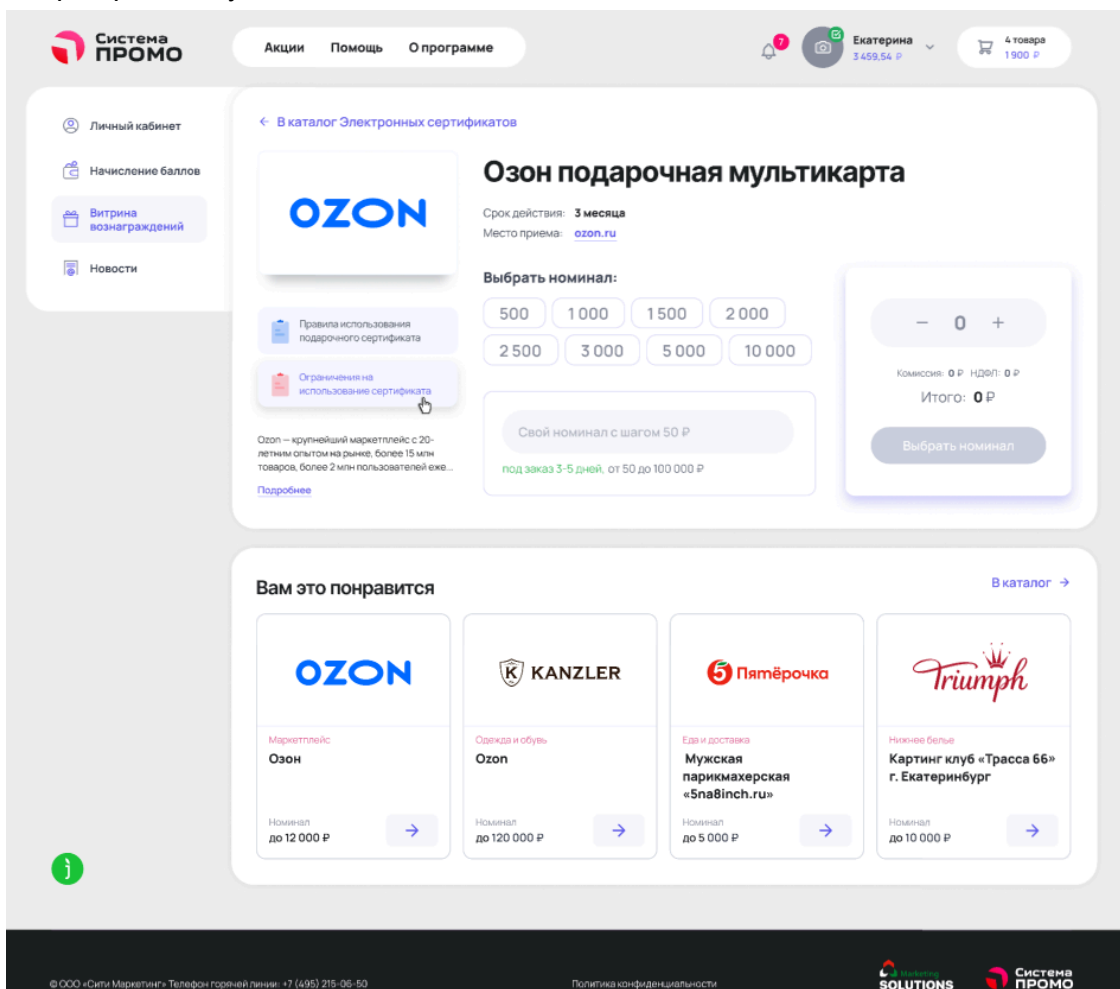 Система
ПРОМО
Акции Помощь О программе
7
Екатерина
3 459,54 ₽
4 товара
1 900 ₽
Личный кабинет
Начисление баллов
Витрина
вознаграждений
Новости
← В каталог Электронных сертификатов
OZON
Озон подарочная мультикарта
Срок действия: 3 месяца
Место приема: ozon.ru
Выбрать номинал:
500 1 000 1 500 2 000
2 500 3 000 5 000 10 000
Правила использования
подарочного сертификата
Ограничения на
использование сертификата
Ozon – крупнейший маркетплейс с 20-
летним опытом на рынке, более 15 млн
товаров, более 2 млн пользователей еже...
Подробнее
Свой номинал с шагом 50 ₽
под заказ 3-5 дней, от 50 до 100 000 ₽
− 0 +
Комиссия: 0 ₽ НДФЛ: 0 ₽
Итого: 0 ₽
Выбрать номинал
Вам это понравится
В каталог →
OZON
Маркетплейс
Озон
Номинал
до 12 000 ₽
K KANZLER
Одежда и обувь
Ozon
Номинал
до 120 000 ₽
5 Пятёрочка
Еда и доставка
Мужская
парикмахерская
«5na8inch.ru»
Номинал
до 5 000 ₽
Triumph
Нижнее белье
Картинг клуб «Трасса 66»
г. Екатеринбург
Номинал
до 10 000 ₽
© ООО «Сити Маркетинг» Телефон горячей линии: +7 (495) 215-06-50
Политика конфиденциальности
Marketing
SOLUTIONS
Система
ПРОМО